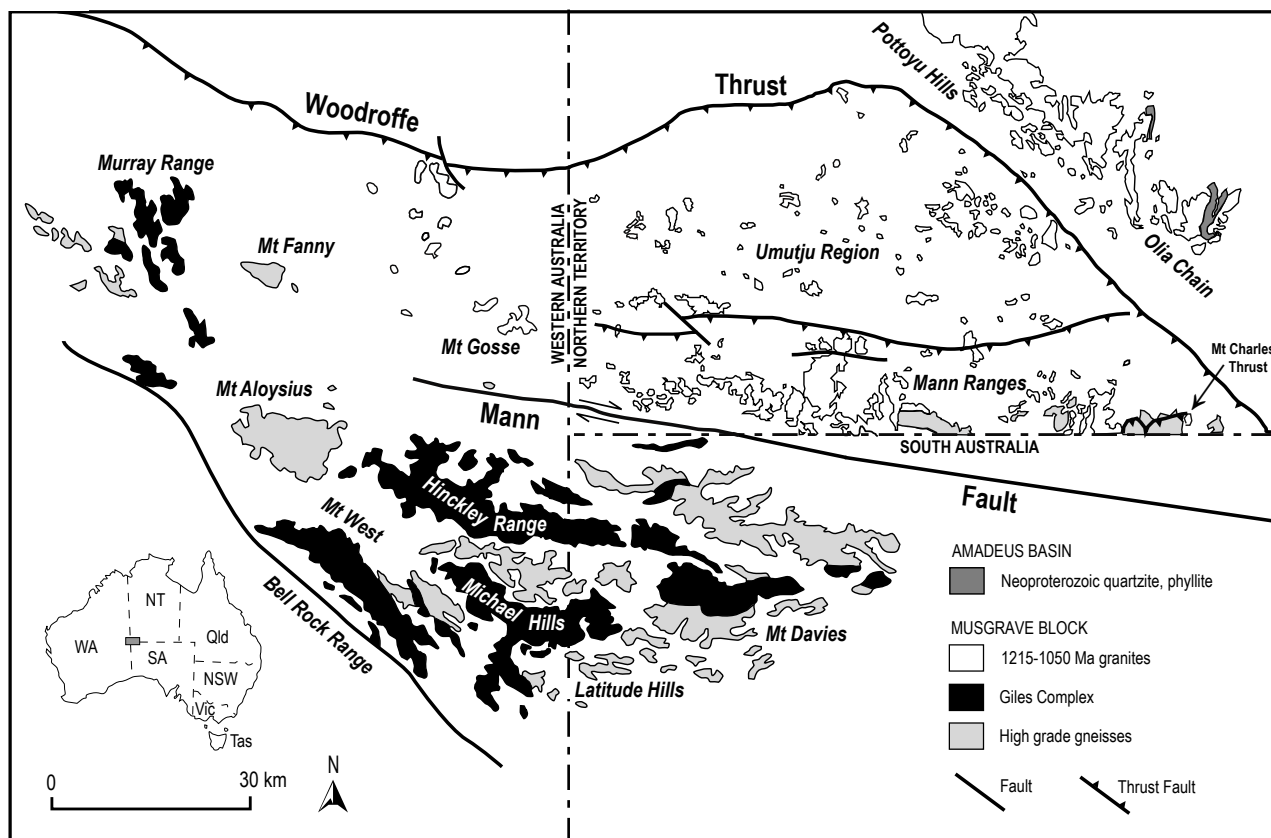 Pottoyu Hills
Woodroffe
Thrust
Murray Range
Mt Fanny
Umutju Region
Olia Chain
WESTERN AUSTRALIA
NORTHERN TERRITORY
Mt Gosse
Mt Charles
Thrust
Mt Aloysius
Mann Ranges
Mann
SOUTH AUSTRALIA
Fault
Hinckley Range
Mt West
Michael Hills
Bell Rock Range
Mt Davies
Latitude Hills
AMADEUS BASIN
Neoproterozoic quartzite, phyllite
MUSGRAVE BLOCK
1215-1050 Ma granites
Giles Complex
High grade gneisses
Fault
Thrust Fault
NT
WA
Qld
SA
NSW
Vic
Tas
0
30 km
N